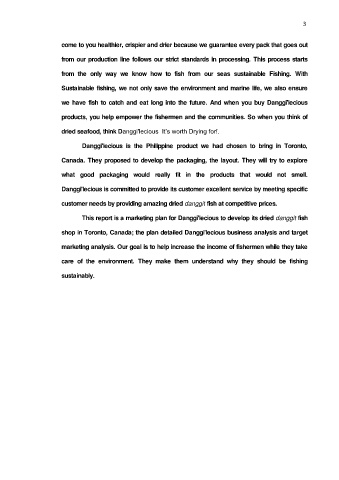 3
come to you healthier, crispier and drier because we guarantee every pack that goes out
from our production line follows our strict standards in processing. This process starts
from the only way we know how to fish from our seas sustainable Fishing. With
Sustainable fishing, we not only save the environment and marine life, we also ensure
we have fish to catch and eat long into the future. And when you buy Danggi'lecious
products, you help empower the fishermen and the communities. So when you think of
dried seafood, think Danggi'lecious It's worth Drying for!.
Danggi'lecious is the Philippine product we had chosen to bring in Toronto,
Canada. They proposed to develop the packaging, the layout. They will try to explore
what good packaging would really fit in the products that would not smell.
Danggi'lecious is committed to provide its customer excellent service by meeting specific
customer needs by providing amazing dried danggit fish at competitive prices.
This report is a marketing plan for Danggi'lecious to develop its dried danggit fish
shop in Toronto, Canada; the plan detailed Danggi'lecious business analysis and target
marketing analysis. Our goal is to help increase the income of fishermen while they take
care of the environment. They make them understand why they should be fishing
sustainably.